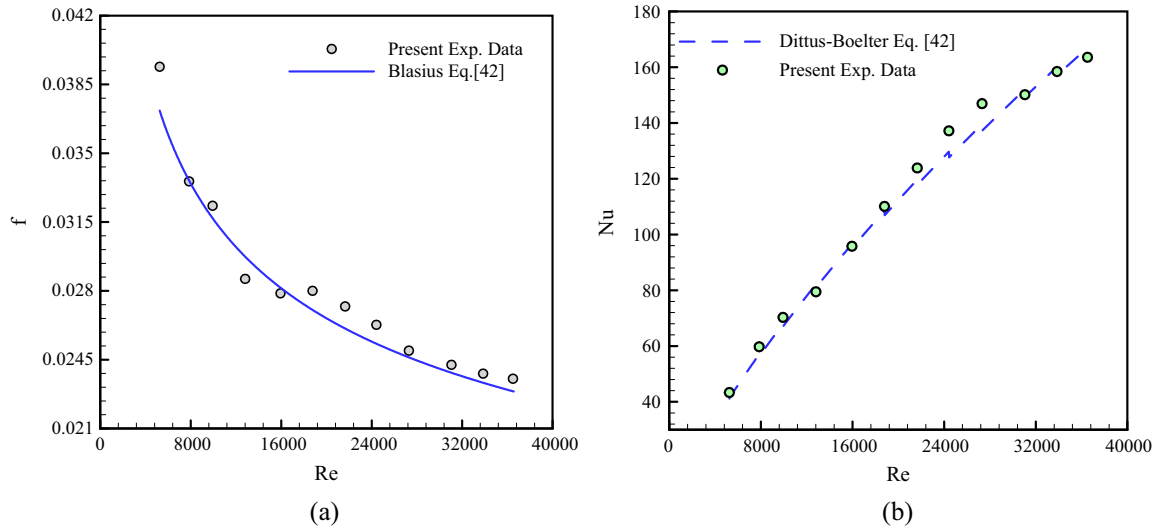 0.042
0.0385
0.035
0.0315
0.028
0.0245
0.021
f
Present Exp. Data
Blasius Eq.[42]
0 8000 16000 24000 32000 40000
Re
(a)
180
160
140
120
100
80
60
40
Nu
Dittus-Boelter Eq. [42]
Present Exp. Data
0 8000 16000 24000 32000 40000
Re
(b)